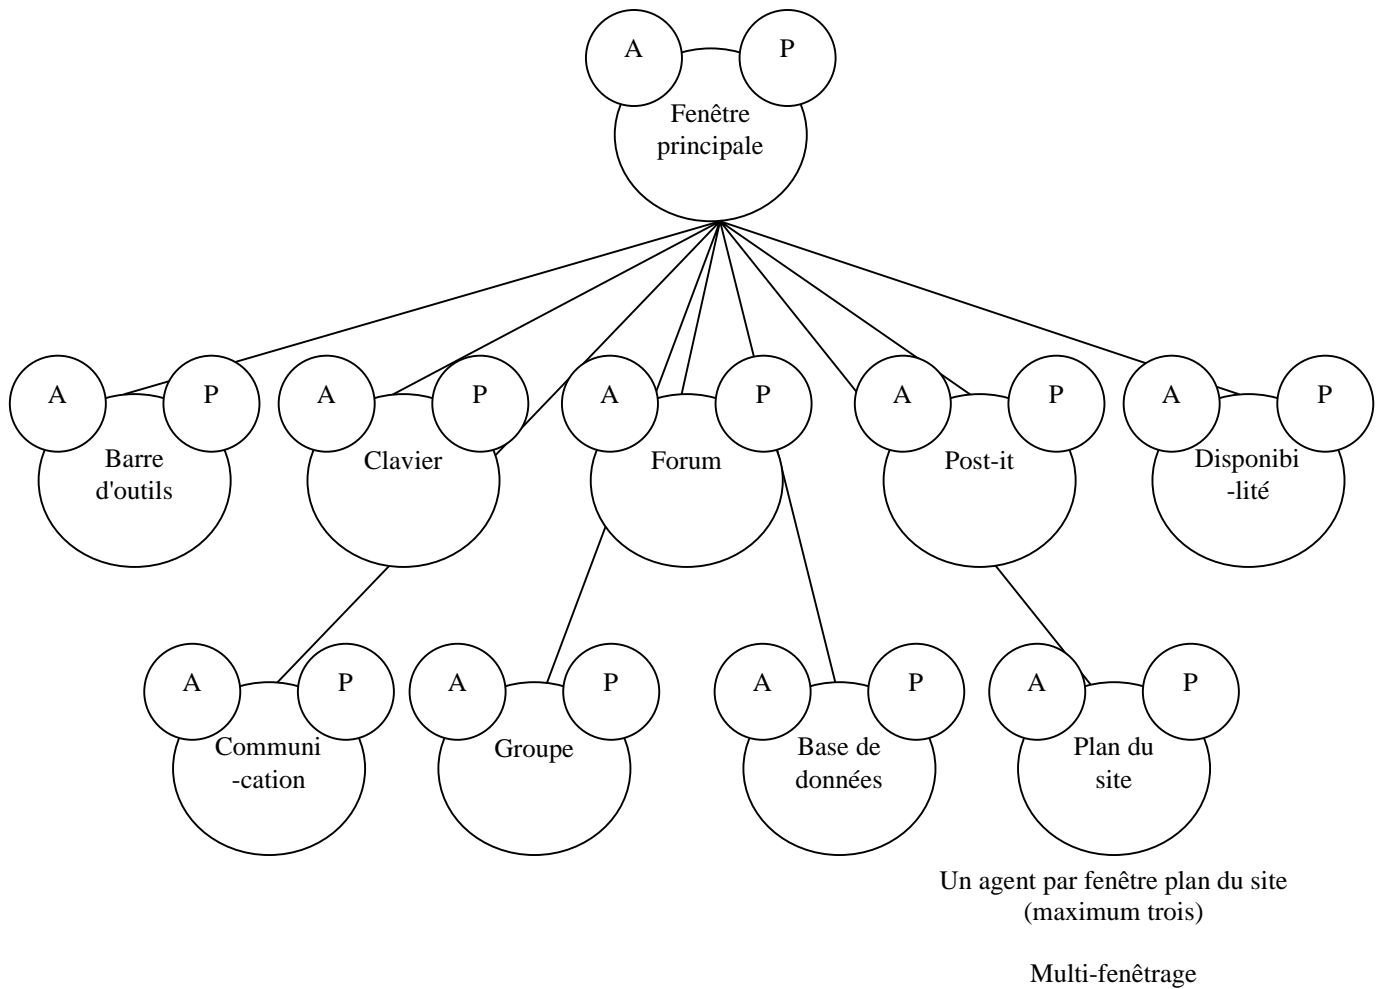 A
P
Fenêtre
principale
A
P
A
P
A
P
A
P
A
P
Barre
d'outils
Clavier
Forum
Post-it
Disponibi
-lité
A
P
A
P
A
P
A
P
Communi
-cation
Groupe
Base de
données
Plan du
site
Un agent par fenêtre plan du site
(maximum trois)
Multi-fenêtrage